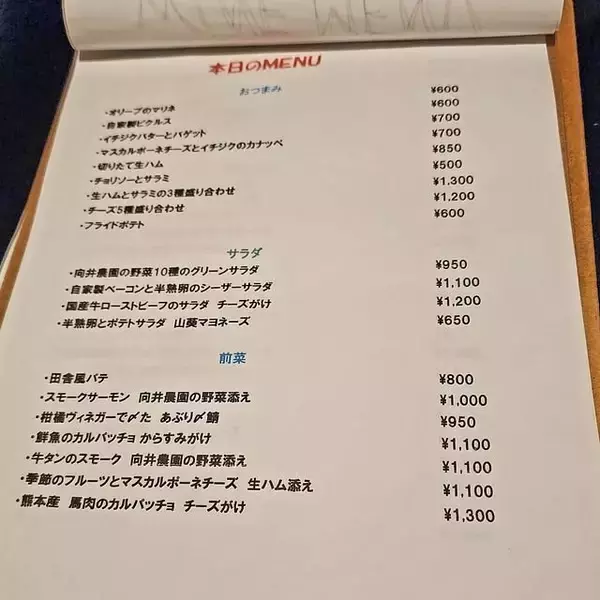 WINE MENU
本日のMENU
おつまみ
・オリーブのマリネ ¥600
・自家製ピクルス ¥600
・イチジクバターとバゲット ¥700
・マスカルポーネチーズとイチジクのカナッペ ¥700
・切りたて生ハム ¥850
・チョリソーとサラミ ¥500
・生ハムとサラミの3種盛り合わせ ¥1,300
・チーズ5種盛り合わせ ¥1,200
・フライドポテト ¥600
サラダ
・向井農園の野菜10種のグリーンサラダ ¥950
・自家製ベーコンと半熟卵のシーザーサラダ ¥1,100
・国産牛ローストビーフのサラダ チーズがけ ¥1,200
・半熟卵とポテトサラダ 山葵マヨネーズ ¥650
前菜
・田舎風パテ ¥800
・スモークサーモン 向井農園の野菜添え ¥1,000
・柑橘ヴィネガーで〆た あぶり〆鯖 ¥950
・鮮魚のカルパッチョ からすみがけ ¥1,100
・牛タンのスモーク 向井農園の野菜添え ¥1,100
・季節のフルーツとマスカルポーネチーズ 生ハム添え ¥1,100
・熊本産 馬肉のカルパッチョ チーズがけ ¥1,300